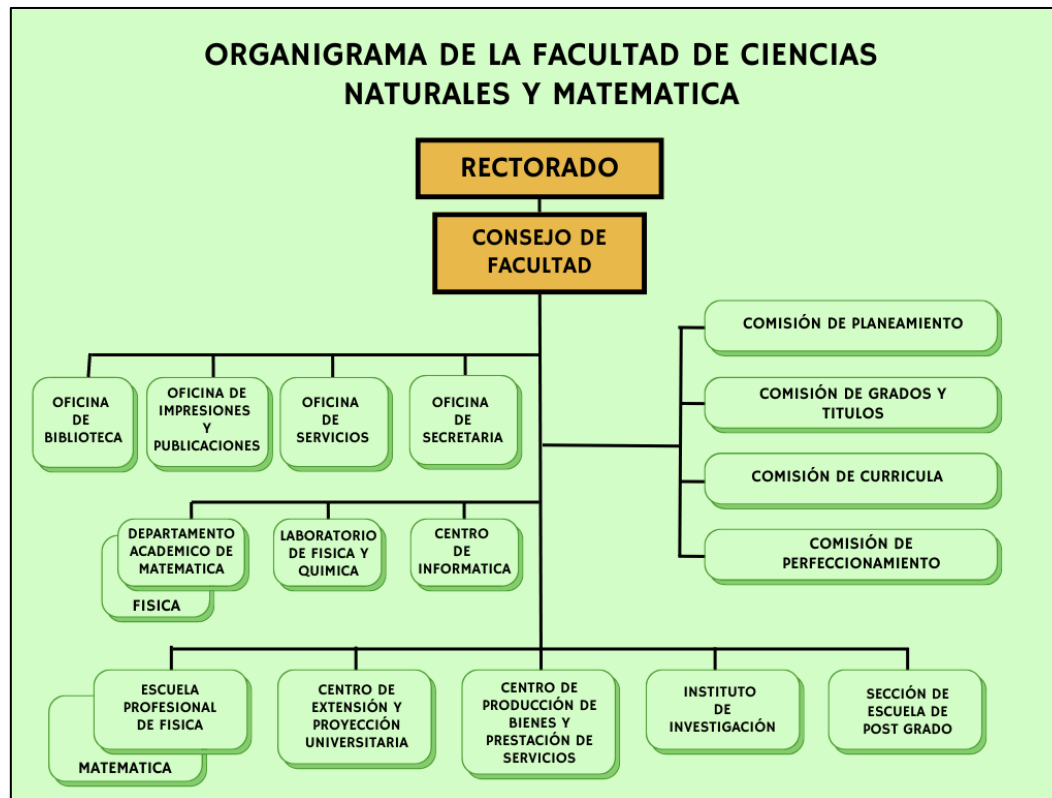 ORGANIGRAMA DE LA FACULTAD DE CIENCIAS
NATURALES Y MATEMATICA
RECTORADO
CONSEJO DE
FACULTAD
COMISIÓN DE PLANEAMIENTO
COMISIÓN DE GRADOS Y
TITULOS
COMISIÓN DE CURRICULA
COMISIÓN DE
PERFECCIONAMIENTO
OFICINA
DE
BIBLIOTECA
OFICINA DE
IMPRESIONES
Y
PUBLICACIONES
OFICINA
DE
SERVICIOS
OFICINA
DE
SECRETARIA
DEPARTAMENTO
ACADEMICO DE
MATEMATICA
FISICA
LABORATORIO
DE FISICA Y
QUIMICA
CENTRO
DE
INFORMATICA
ESCUELA
PROFESIONAL
DE FISICA
MATEMATICA
CENTRO DE
EXTENSIÓN Y
PROYECCIÓN
UNIVERSITARIA
CENTRO DE
PRODUCCIÓN DE
BIENES Y
PRESTACIÓN DE
SERVICIOS
INSTITUTO
DE
INVESTIGACIÓN
SECCIÓN DE
ESCUELA DE
POST GRADO